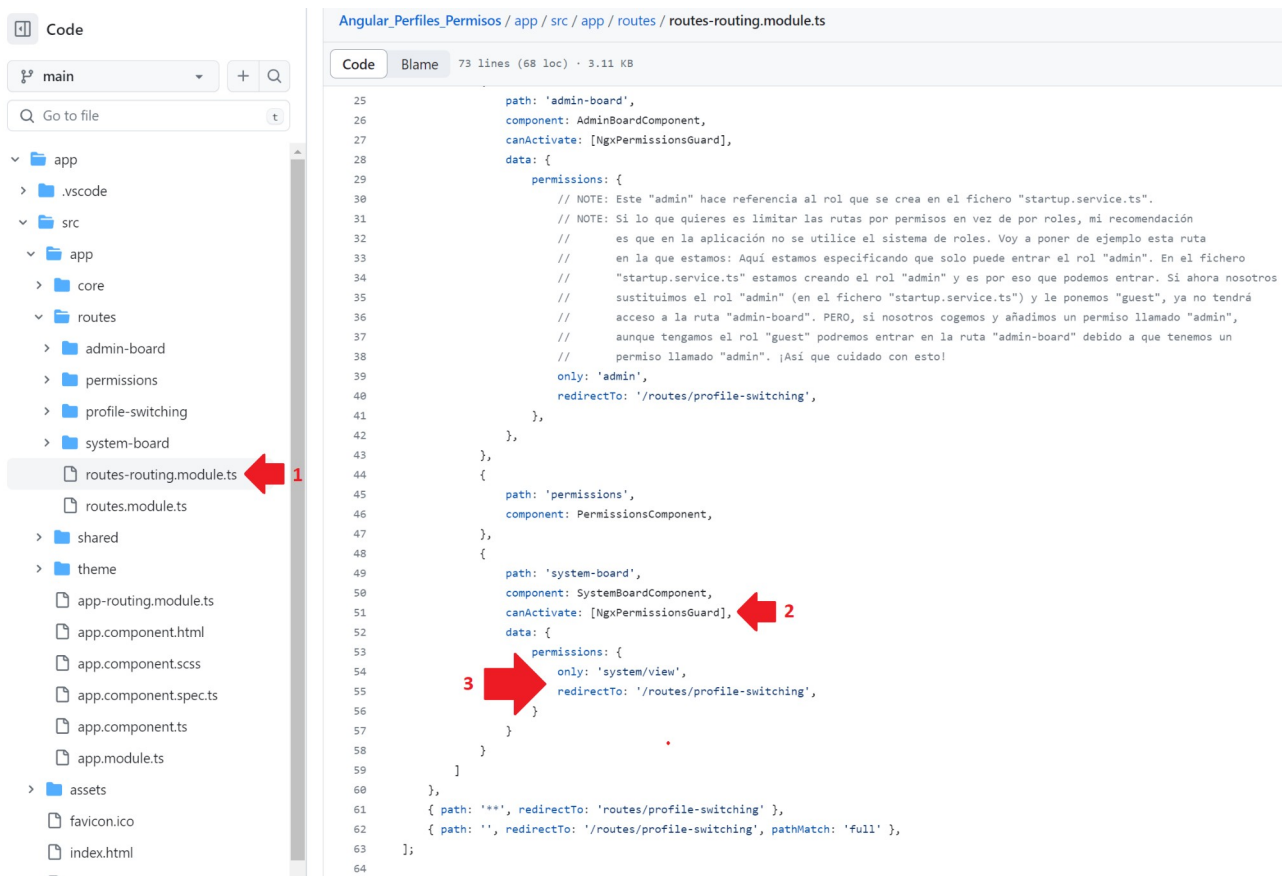 Code
main
Go to file
t
app
.vscode
src
app
core
routes
admin-board
permissions
profile-switching
system-board
routes-routing.module.ts
1
routes.module.ts
shared
theme
app-routing.module.ts
app.component.html
app.component.scss
app.component.spec.ts
app.component.ts
app.module.ts
assets
favicon.ico
index.html
Angular_Perfiles_Permisos / app / src / app / routes / routes-routing.module.ts
Code Blame 73 lines (68 loc) · 3.11 KB
25 path: 'admin-board',
26 component: AdminBoardComponent,
27 canActivate: [NgxPermissionsGuard],
28 data: {
29 permissions: {
30 // NOTE: Este "admin" hace referencia al rol que se crea en el fichero "startup.service.ts".
31 // NOTE: Si lo que quieres es limitar las rutas por permisos en vez de por roles, mi recomendación
32 // es que en la aplicación no se utilice el sistema de roles. Voy a poner de ejemplo esta ruta
33 // en la que estamos: Aquí estamos especificando que solo puede entrar el rol "admin". En el fichero
34 // "startup.service.ts" estamos creando el rol "admin" y es por eso que podemos entrar. Si ahora nosotros
35 // sustituimos el rol "admin" (en el fichero "startup.service.ts") y le ponemos "guest", ya no tendrá
36 // acceso a la ruta "admin-board". PERO, si nosotros cogemos y añadimos un permiso llamado "admin",
37 // aunque tengamos el rol "guest" podremos entrar en la ruta "admin-board" debido a que tenemos un
38 // permiso llamado "admin". ¡Así que cuidado con esto!
39 only: 'admin',
40 redirectTo: '/routes/profile-switching',
41 },
42 },
43 },
44 {
45 path: 'permissions',
46 component: PermissionsComponent,
47 },
48 {
49 path: 'system-board',
50 component: SystemBoardComponent,
51 canActivate: [NgxPermissionsGuard], 2
52 data: {
53 permissions: {
54 only: 'system/view',
3
55 redirectTo: '/routes/profile-switching',
56 }
57 }
58 }
59 ]
60 },
61 { path: '**', redirectTo: 'routes/profile-switching' },
62 { path: '', redirectTo: '/routes/profile-switching', pathMatch: 'full' },
63 ];
64